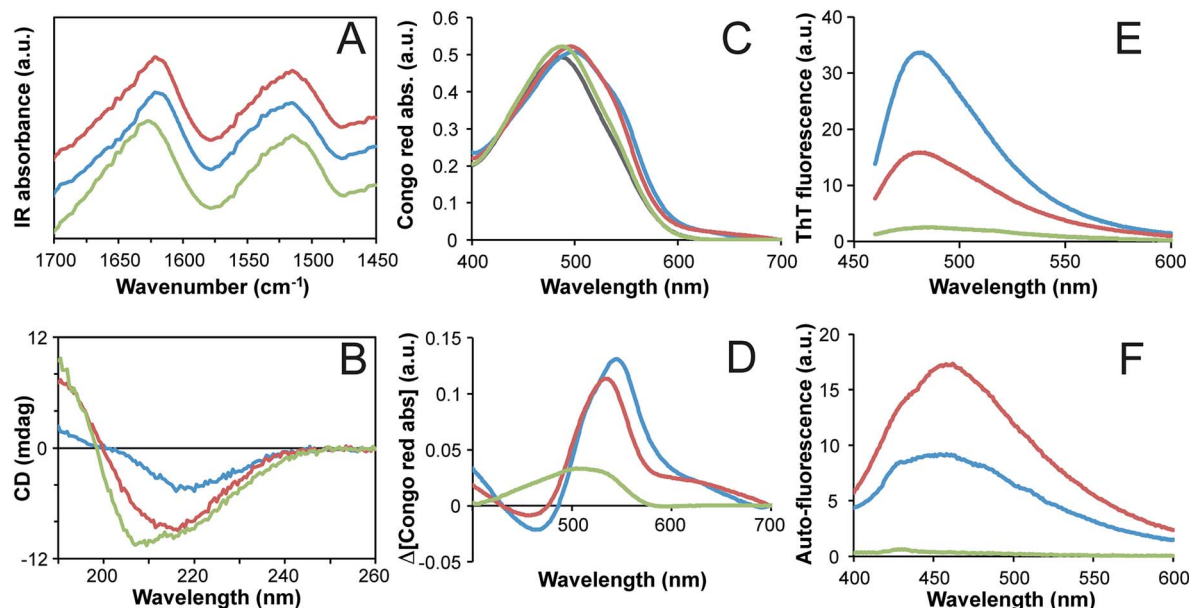 A
IR absorbance (a.u.)
1700 1650 1600 1550 1500 1450
Wavenumber (cm-1)
C
Congo red abs. (a.u.)
0.6
0.5
0.4
0.3
0.2
0.1
0
400 500 600 700
Wavelength (nm)
E
ThT fluorescence (a.u.)
40
30
20
10
0
450 500 550 600
Wavelength (nm)
B
CD (mdag)
12
0
-12
200 220 240 260
Wavelength (nm)
D
Δ[Congo red abs] (a.u.)
0.15
0.1
0.05
0
-0.05
500 600 700
Wavelength (nm)
F
Auto-fluorescence (a.u.)
20
15
10
5
0
400 450 500 550 600
Wavelength (nm)